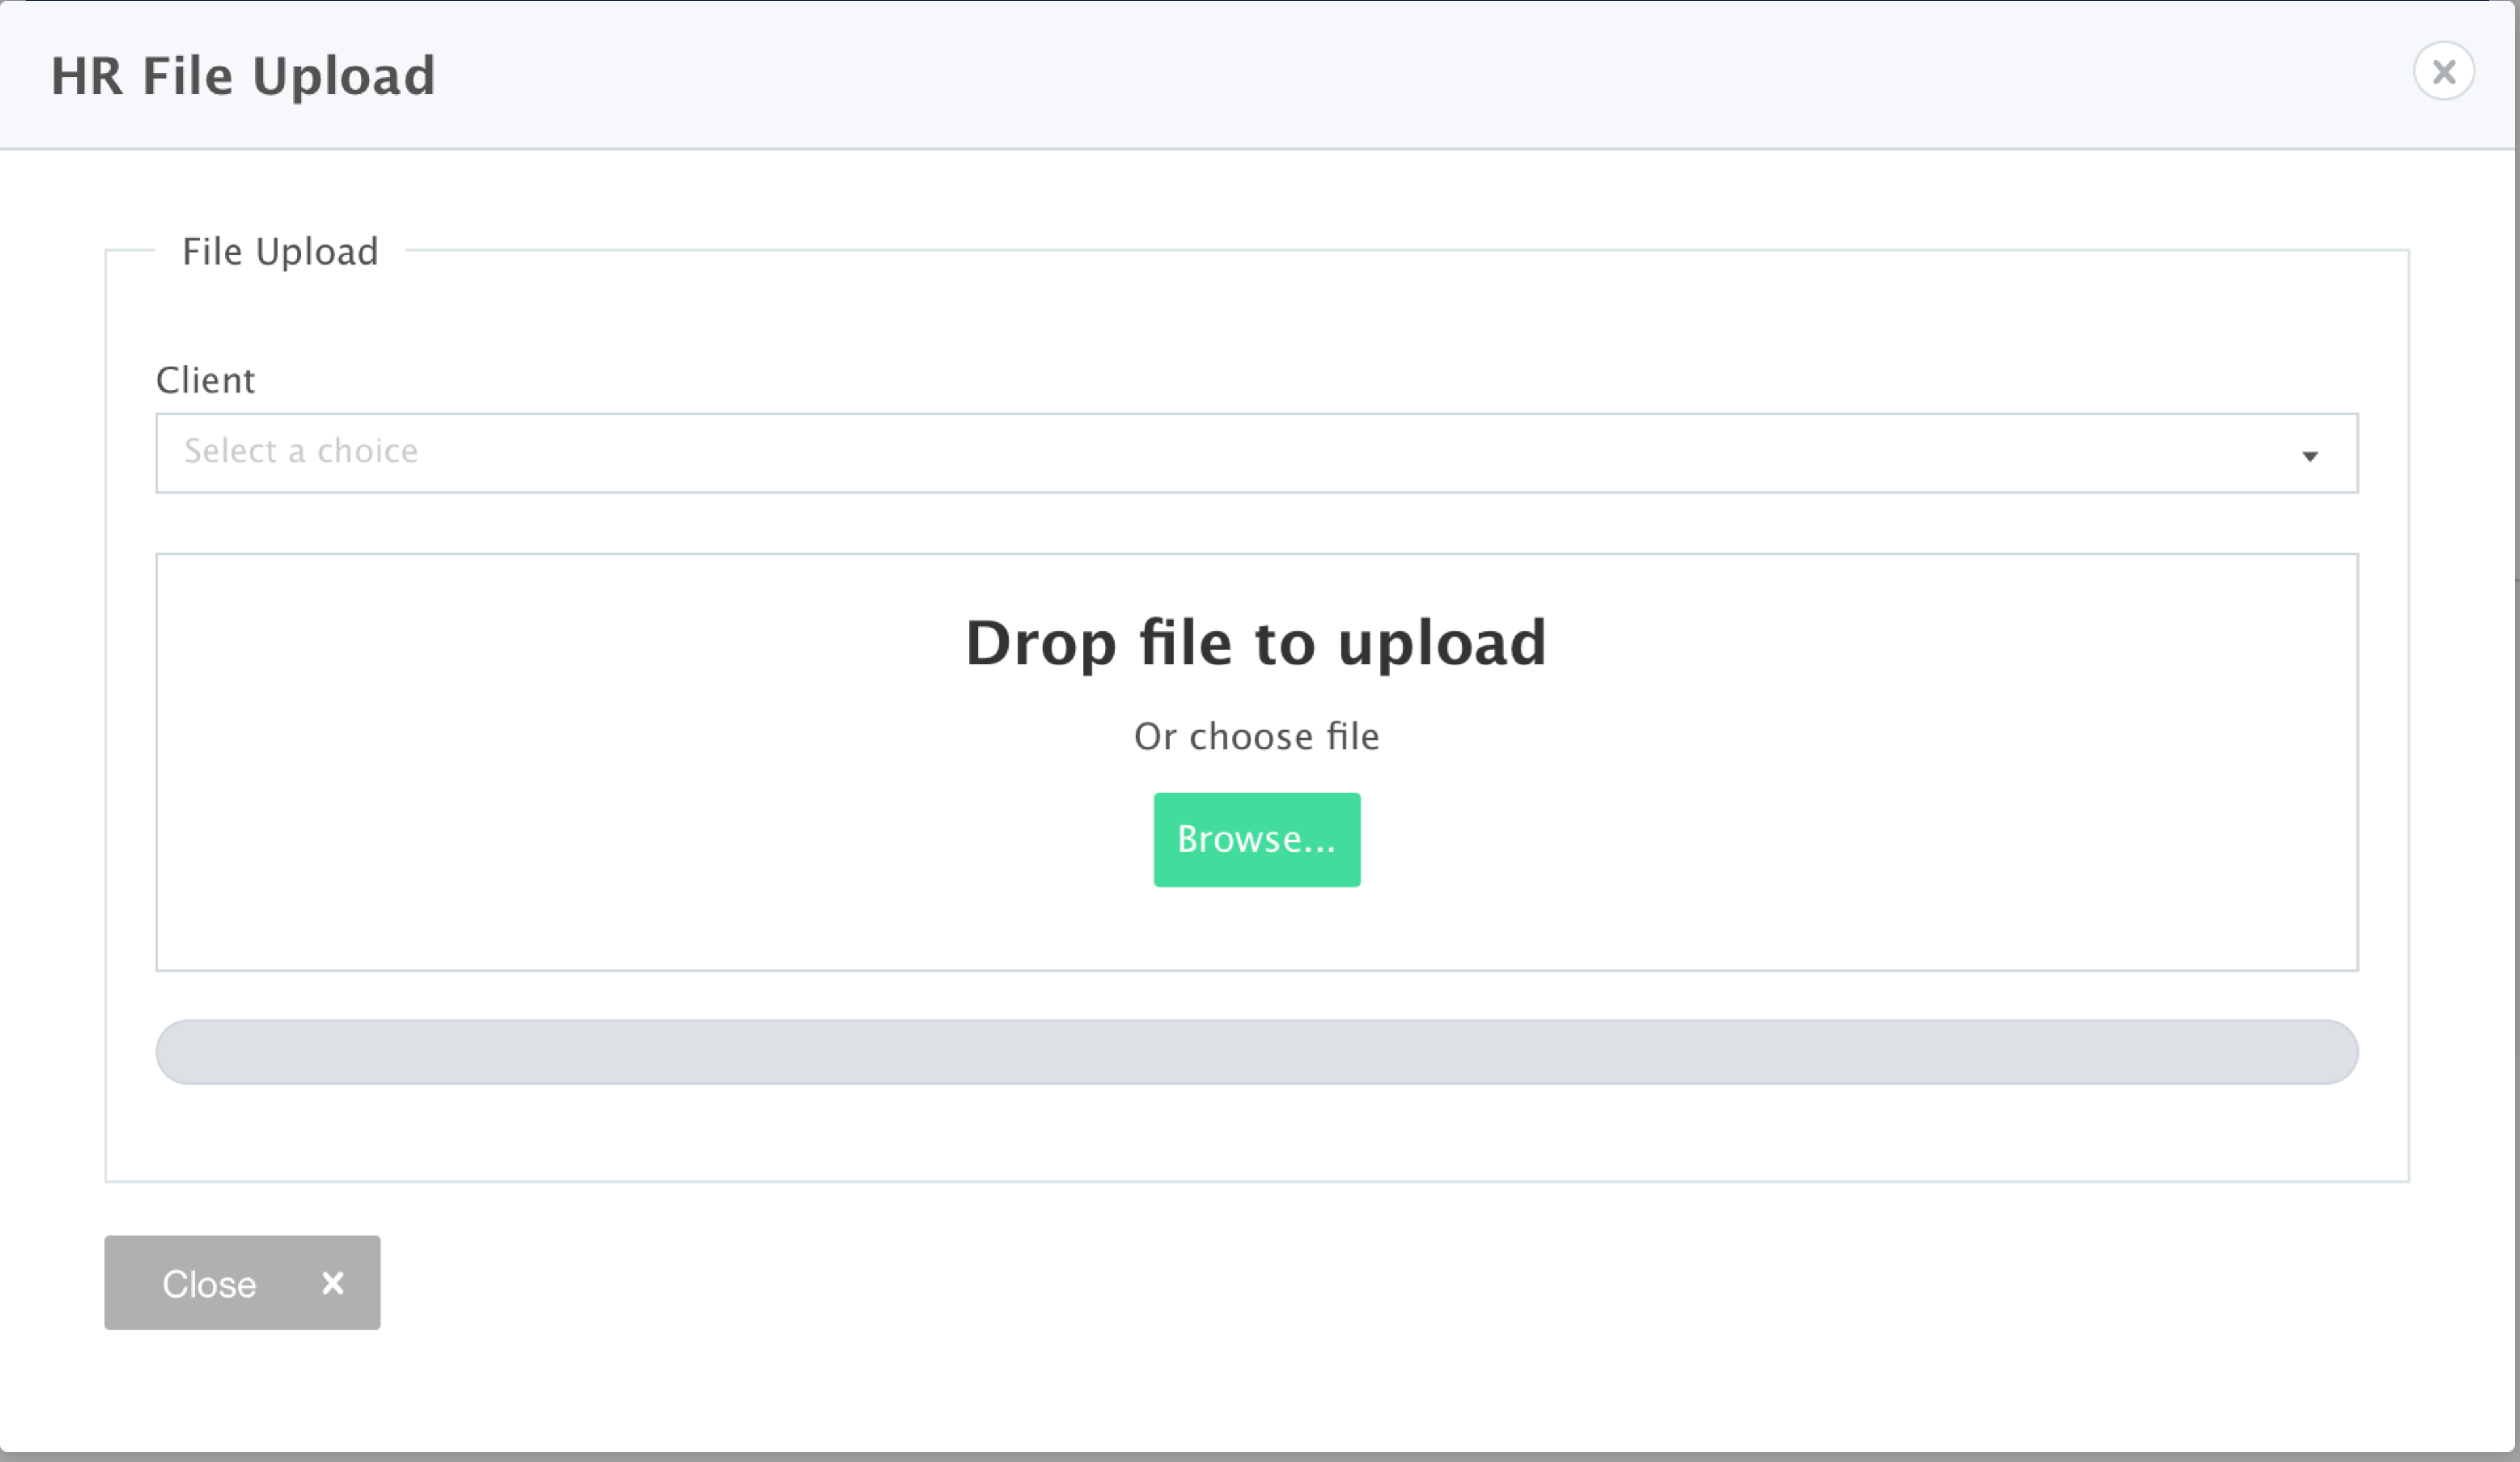 HR File Upload
File Upload
Client
Select a choice
Drop file to upload
Or choose file
Browse...
Close